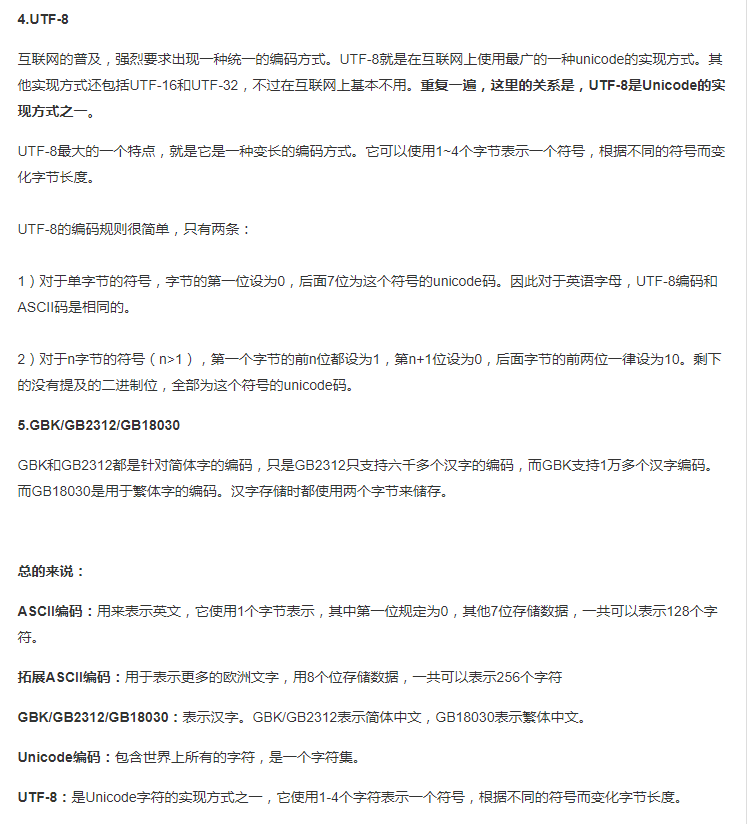 4.UTF-8
互联网的普及，强烈要求出现一种统一的编码方式。UTF-8就是在互联网上使用最广的一种unicode的实现方式。其
他实现方式还包括UTF-16和UTF-32，不过在互联网上基本不用。重复一遍，这里的关系是，UTF-8是Unicode的实
现方式之一。
UTF-8最大的一个特点，就是它是一种变长的编码方式。它可以使用1~4个字节表示一个符号，根据不同的符号而变
化字节长度。
UTF-8的编码规则很简单，只有两条：
1）对于单字节的符号，字节的第一位设为0，后面7位为这个符号的unicode码。因此对于英语字母，UTF-8编码和
ASCII码是相同的。
2）对于n字节的符号（n>1），第一个字节的前n位都设为1，第n+1位设为0，后面字节的前两位一律设为10。剩下
的没有提及的二进制位，全部为这个符号的unicode码。
5.GBK/GB2312/GB18030
GBK和GB2312都是针对简体字的编码，只是GB2312只支持六千多个汉字的编码，而GBK支持1万多个汉字编码。
而GB18030是用于繁体字的编码。汉字存储时都使用两个字节来储存。
总的来说：
ASCII编码：用来表示英文，它使用1个字节表示，其中第一位规定为0，其他7位存储数据，一共可以表示128个字
符。
拓展ASCII编码：用于表示更多的欧洲文字，用8个位存储数据，一共可以表示256个字符
GBK/GB2312/GB18030：表示汉字。GBK/GB2312表示简体中文，GB18030表示繁体中文。
Unicode编码：包含世界上所有的字符，是一个字符集。
UTF-8：是Unicode字符的实现方式之一，它使用1-4个字符表示一个符号，根据不同的符号而变化字节长度。